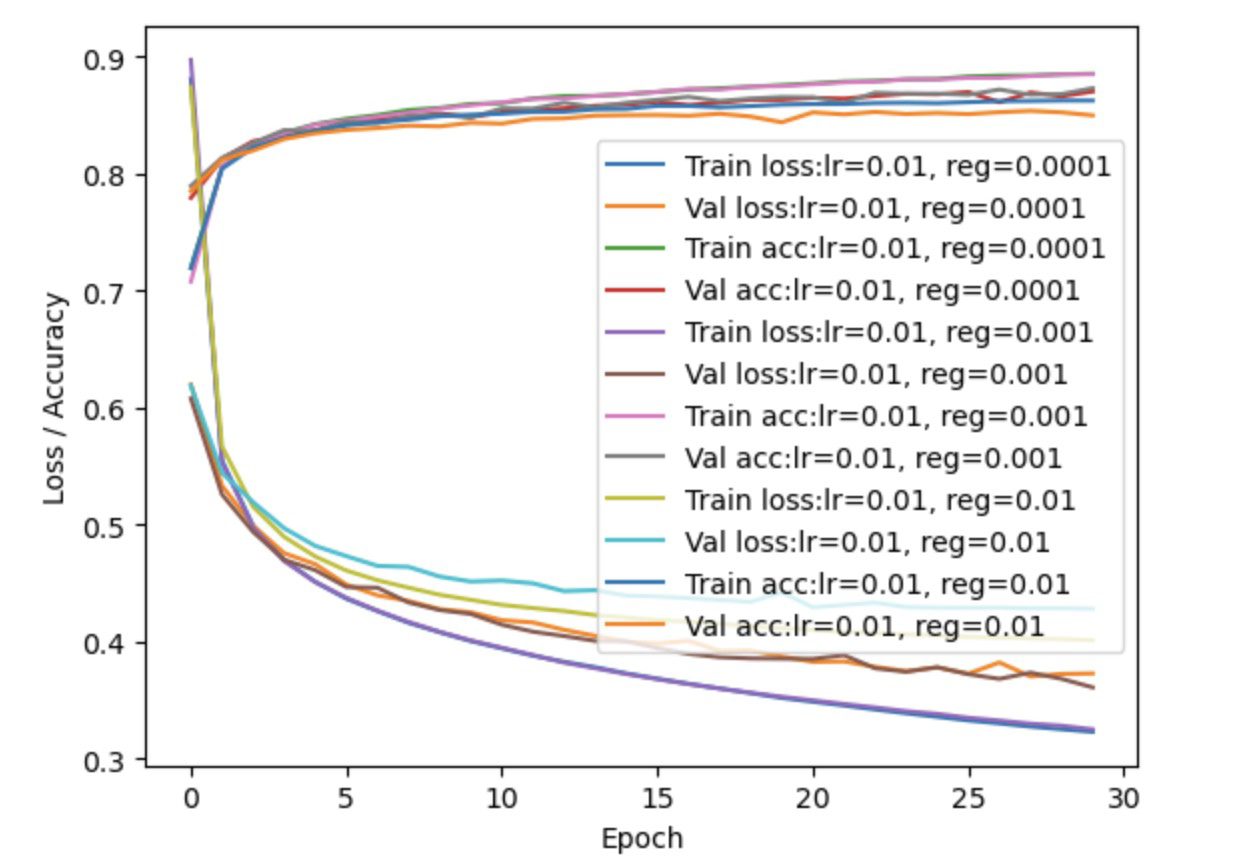 0.9
0.8
0.7
0.6
0.5
0.4
0.3
Loss / Accuracy
Train loss:lr=0.01, reg=0.0001
Val loss:lr=0.01, reg=0.0001
Train acc:lr=0.01, reg=0.0001
Val acc:lr=0.01, reg=0.0001
Train loss:lr=0.01, reg=0.001
Val loss:lr=0.01, reg=0.001
Train acc:lr=0.01, reg=0.001
Val acc:lr=0.01, reg=0.001
Train loss:lr=0.01, reg=0.01
Val loss:lr=0.01, reg=0.01
Train acc:lr=0.01, reg=0.01
Val acc:lr=0.01, reg=0.01
0 5 10 15 20 25 30
Epoch